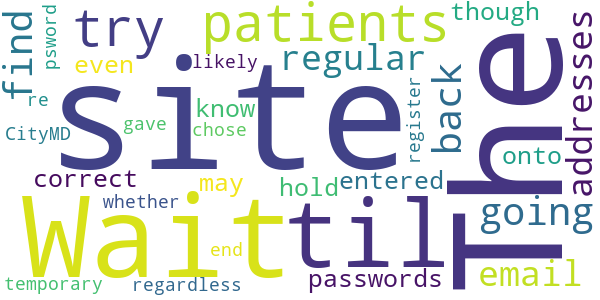 though
patients
try
psword
find
addresses
The
likely
regular
even
back
site
re
know
register
CityMD
gave
chose
onto
correct
may
hold
entered
Wait
whether
til
going
end
email
passwords
temporary
regardless